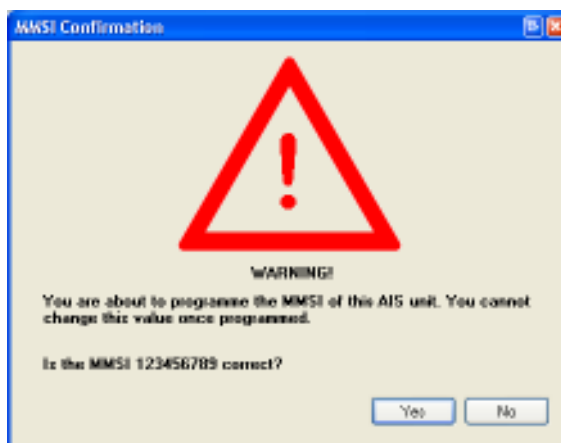 MMSI Confirmation
!
WARNING!
You are about to programme the MMSI of this AIS unit. You cannot
change this value once programmed.
Is the MMSI 123456789 correct?
Yes No